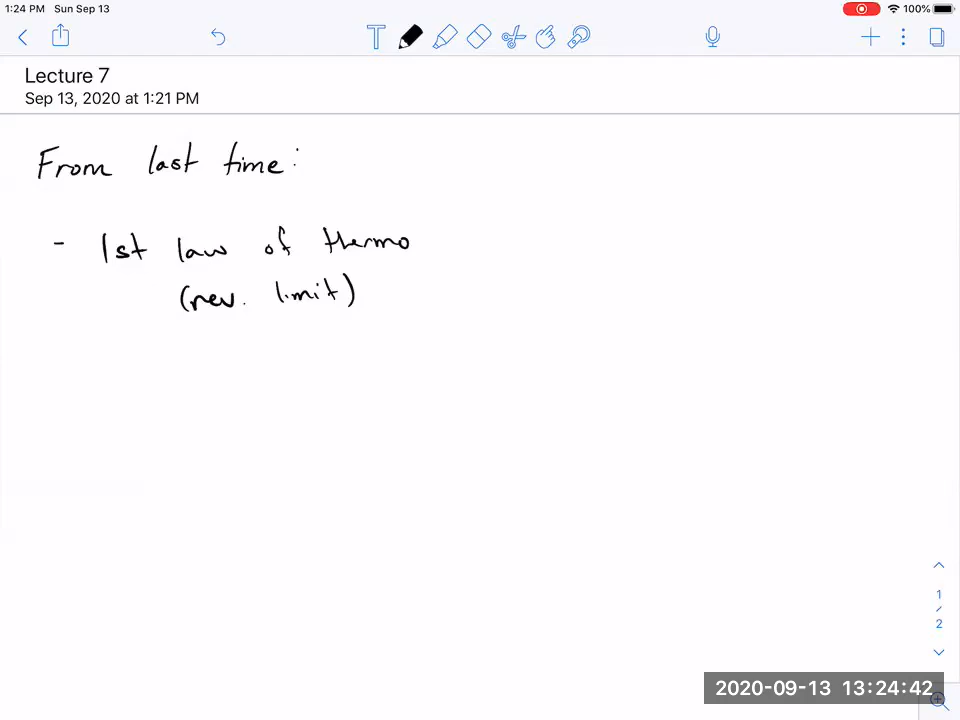 1:24 PM Sun Sep 13 100%
Lecture 7
Sep 13, 2020 at 1:21 PM
From last time:
- 1st law of thermo
(rev. limit)
1
/
2
2020-09-13 13:24:42